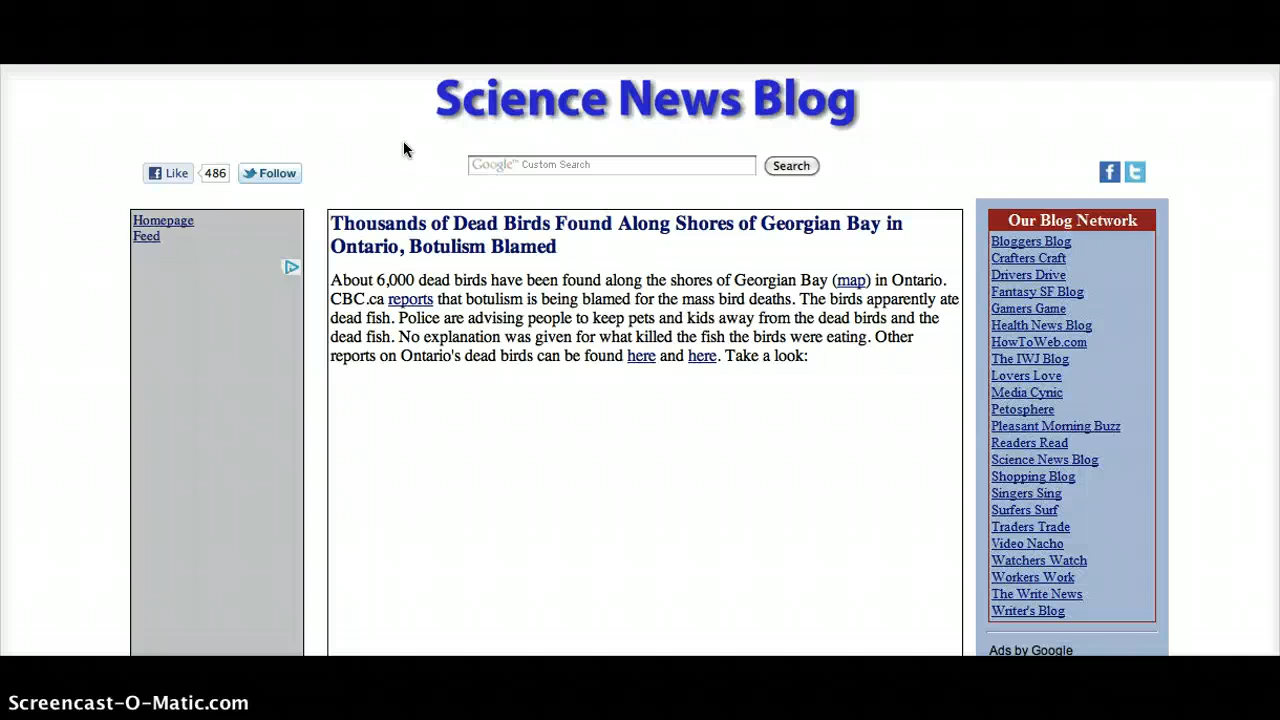 Science News Blog
Like 486 Follow
Google™ Custom Search Search
f t
Homepage
Feed
Thousands of Dead Birds Found Along Shores of Georgian Bay in
Ontario, Botulism Blamed
About 6,000 dead birds have been found along the shores of Georgian Bay (map) in Ontario.
CBC.ca reports that botulism is being blamed for the mass bird deaths. The birds apparently ate
dead fish. Police are advising people to keep pets and kids away from the dead birds and the
dead fish. No explanation was given for what killed the fish the birds were eating. Other
reports on Ontario's dead birds can be found here and here. Take a look:
Our Blog Network
Bloggers Blog
Crafters Craft
Drivers Drive
Fantasy SF Blog
Gamers Game
Health News Blog
HowToWeb.com
The IWJ Blog
Lovers Love
Media Cynic
Petosphere
Pleasant Morning Buzz
Readers Read
Science News Blog
Shopping Blog
Singers Sing
Surfers Surf
Traders Trade
Video Nacho
Watchers Watch
Workers Work
The Write News
Writer's Blog
Ads by Google
Screencast-O-Matic.com